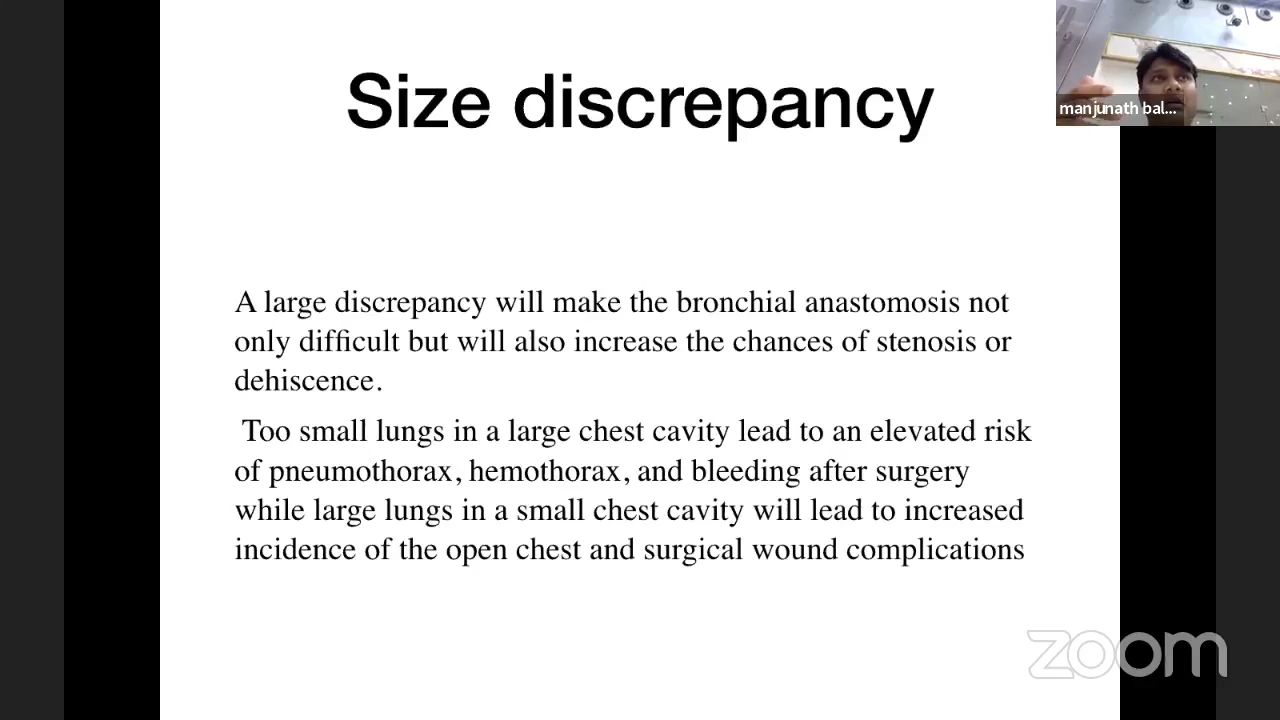 Size discrepancy
manjunath bal...
A large discrepancy will make the bronchial anastomosis not
only difficult but will also increase the chances of stenosis or
dehiscence.
Too small lungs in a large chest cavity lead to an elevated risk
of pneumothorax, hemothorax, and bleeding after surgery
while large lungs in a small chest cavity will lead to increased
incidence of the open chest and surgical wound complications
zoom